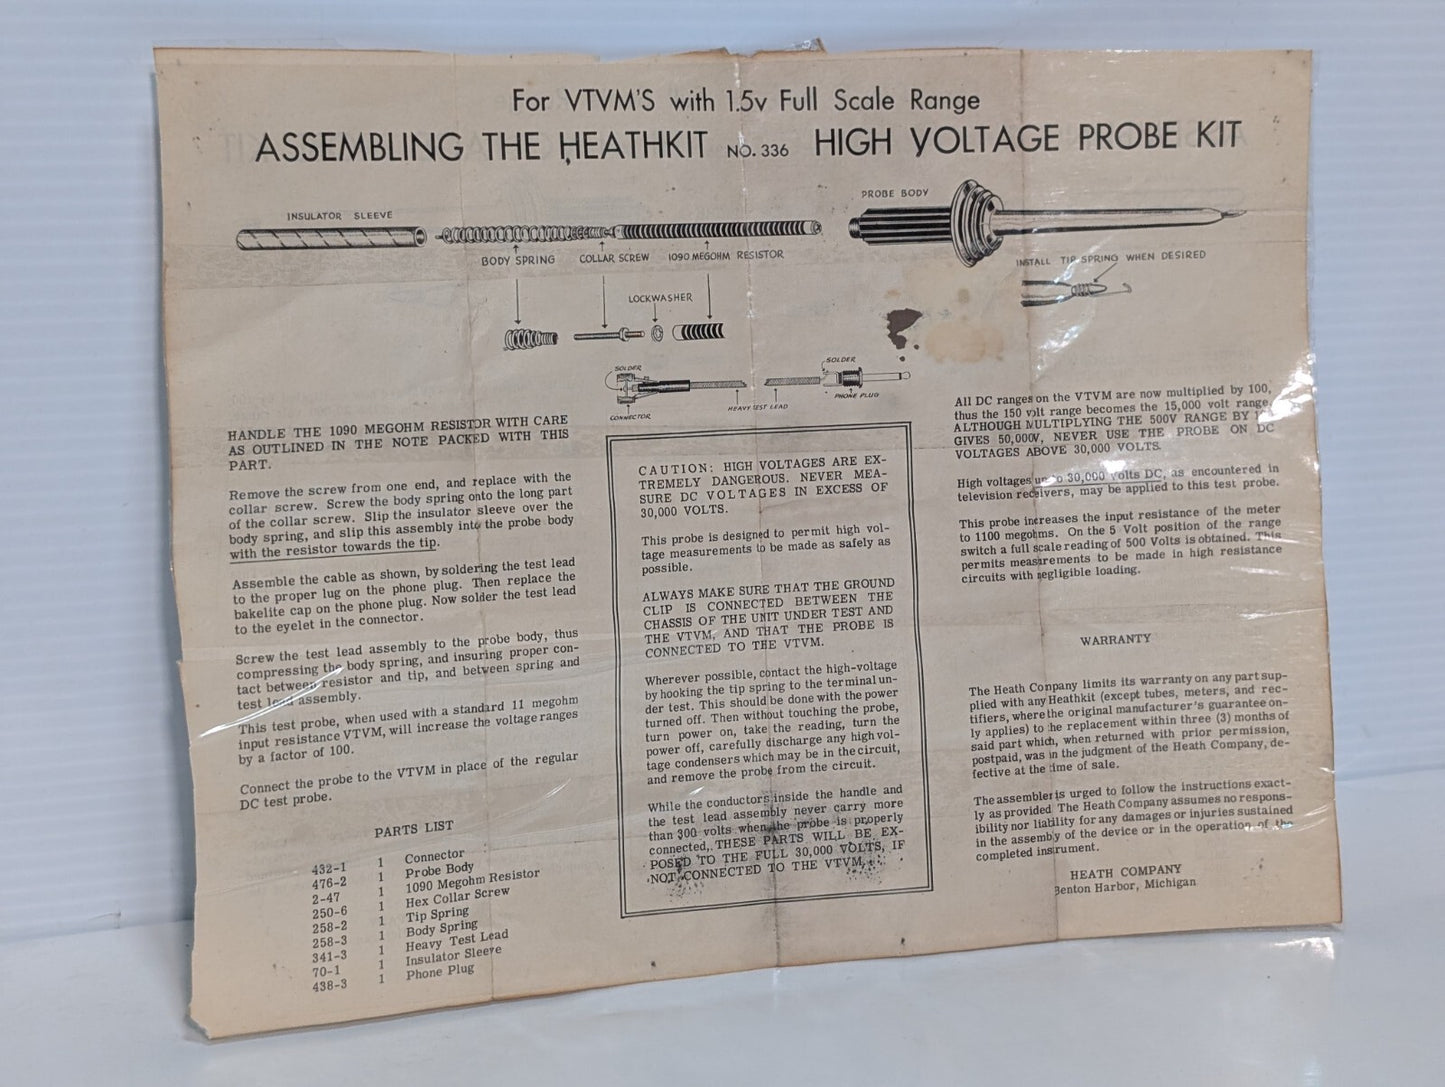 For VTVM'S with 1.5v Full Scale Range
ASSEMBLING THE HEATHKIT NO. 336 HIGH VOLTAGE PROBE KIT
INSULATOR SLEEVE
BODY SPRING
COLLAR SCREW
1090 MEGOHM RESISTOR
PROBE BODY
INSTALL TIP SPRING WHEN DESIRED
LOCKWASHER
SOLDER
CONNECTOR
HEAVY TEST LEAD
SOLDER
PHONE PLUG
HANDLE THE 1090 MEGOHM RESISTOR WITH CARE
AS OUTLINED IN THE NOTE PACKED WITH THIS
PART.
Remove the screw from one end, and replace with the
collar screw. Screw the body spring onto the long part
of the collar screw. Slip the insulator sleeve over the
body spring, and slip this assembly into the probe body
with the resistor towards the tip.
Assemble the cable as shown, by soldering the test lead
to the proper lug on the phone plug. Then replace the
bakelite cap on the phone plug. Now solder the test lead
to the eyelet in the connector.
Screw the test lead assembly to the probe body, thus
compressing the body spring, and insuring proper con-
tact between resistor and tip, and between spring and
test lead assembly.
This test probe, when used with a standard 11 megohm
input resistance VTVM, will increase the voltage ranges
by a factor of 100.
Connect the probe to the VTVM in place of the regular
DC test probe.
PARTS LIST
432-1 1 Connector
476-2 1 Probe Body
2-47 1 1090 Megohm Resistor
250-6 1 Hex Collar Screw
258-2 1 Tip Spring
258-3 1 Body Spring
341-3 1 Heavy Test Lead
70-1 1 Insulator Sleeve
438-3 1 Phone Plug
CAUTION: HIGH VOLTAGES ARE EX-
TREMELY DANGEROUS. NEVER MEA-
SURE DC VOLTAGES IN EXCESS OF
30,000 VOLTS.
This probe is designed to permit high vol-
tage measurements to be made as safely as
possible.
ALWAYS MAKE SURE THAT THE GROUND
CLIP IS CONNECTED BETWEEN THE
CHASSIS OF THE UNIT UNDER TEST AND
THE VTVM, AND THAT THE PROBE IS
CONNECTED TO THE VTVM.
Wherever possible, contact the high-voltage
by hooking the tip spring to the terminal un-
der test. This should be done with the power
turned off. Then without touching the probe,
turn power on, take the reading, turn the
power off, carefully discharge any high vol-
tage condensers which may be in the circuit,
and remove the probe from the circuit.
While the conductors inside the handle and
the test lead assembly never carry more
than 300 volts when the probe is properly
connected, THESE PARTS WILL BE EX-
POSED TO THE FULL 30,000 VOLTS, IF
NOT CONNECTED TO THE VTVM.
All DC ranges on the VTVM are now multiplied by 100,
thus the 150 volt range becomes the 15,000 volt range.
ALTHOUGH MULTIPLYING THE 500V RANGE BY
GIVES 50,000V, NEVER USE THE PROBE ON DC
VOLTAGES ABOVE 30,000 VOLTS.
High voltages up to 30,000 volts DC, as encountered in
television receivers, may be applied to this test probe.
This probe increases the input resistance of the meter
to 1100 megohms. On the 5 Volt position of the range
switch a full scale reading of 500 Volts is obtained. This
permits measurements to be made in high resistance
circuits with negligible loading.
WARRANTY
The Heath Company limits its warranty on any part sup-
plied with any Heathkit (except tubes, meters, and rec-
tifiers, where the original manufacturer's guarantee on-
ly applies) to the replacement within three (3) months of
said part which, when returned with prior permission,
postpaid, was in the judgment of the Heath Company, de-
fective at the time of sale.
The assembler is urged to follow the instructions exact-
ly as provided The Heath Company assumes no respons-
ibility nor liability for any damages or injuries sustained
in the assembly of the device or in the operation of the
completed instrument.
HEATH COMPANY
Benton Harbor, Michigan